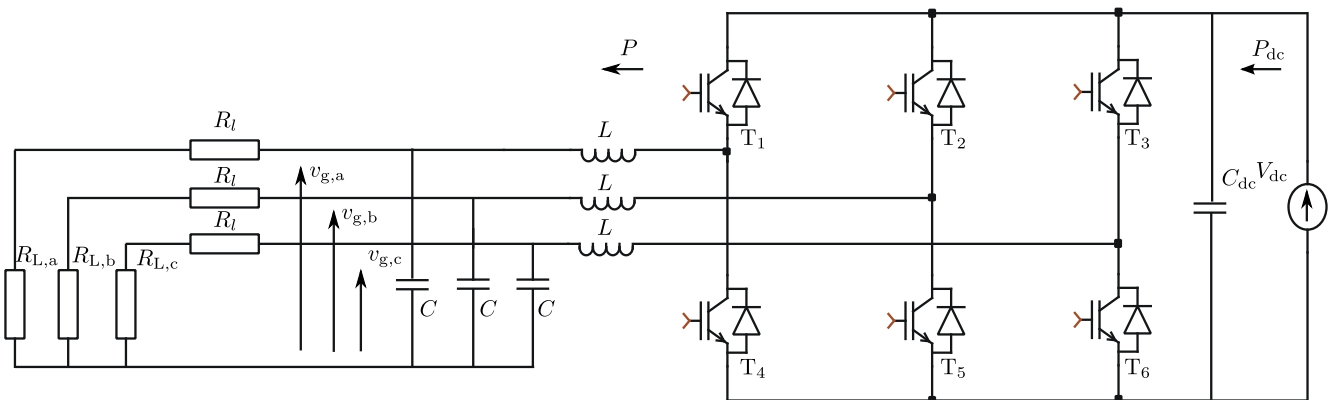 P
P_dc
R_l
L
T_1
T_2
T_3
v_g,a
R_l
L
C_dc
V_dc
v_g,b
R_l
L
v_g,c
R_L,a
R_L,b
R_L,c
C
C
C
T_4
T_5
T_6